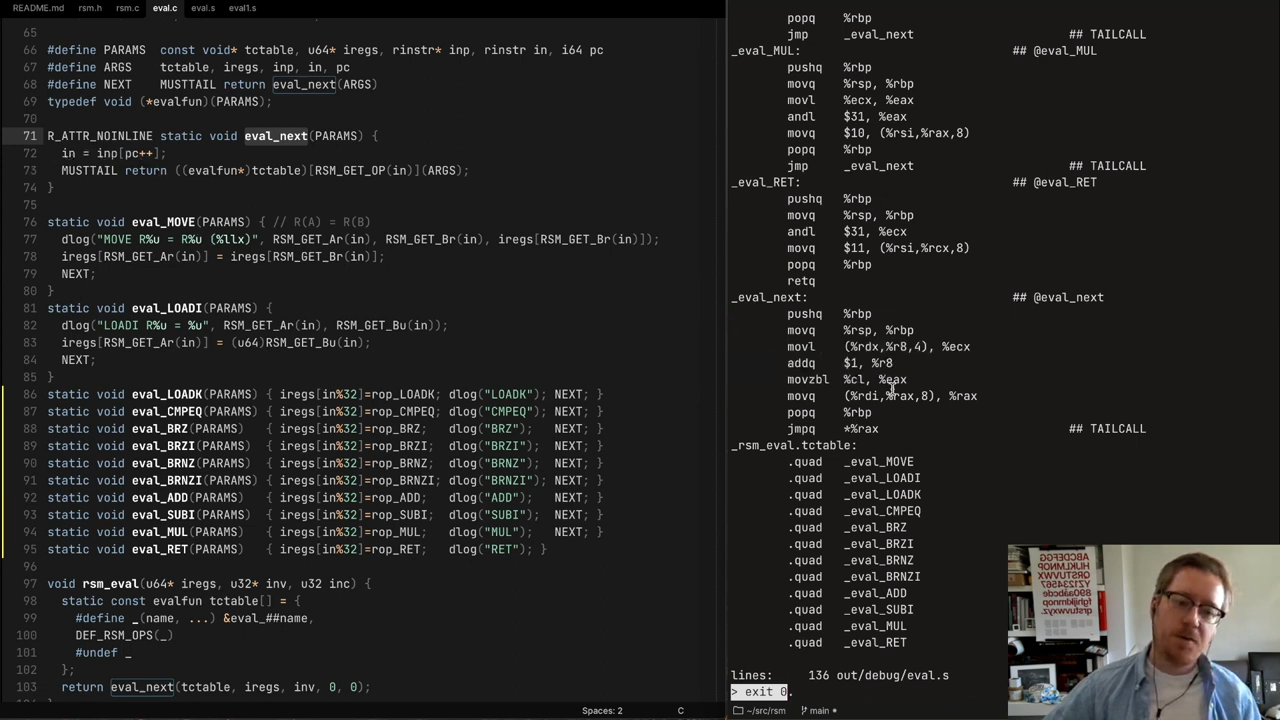 README.md rsm.h rsm.c eval.c eval.s eval1.s
65
66 #define PARAMS const void* tctable, u64* iregs, rinstr* inp, rinstr in, i64 pc
67 #define ARGS tctable, iregs, inp, in, pc
68 #define NEXT MUSTTAIL return eval_next(ARGS)
69 typedef void (*evalfun)(PARAMS);
70
71 R_ATTR_NOINLINE static void eval_next(PARAMS) {
72 in = inp[pc++];
73 MUSTTAIL return ((evalfun*)tctable)[RSM_GET_OP(in)](ARGS);
74 }
75
76 static void eval_MOVE(PARAMS) { // R(A) = R(B)
77 dlog("MOVE R%u = R%u (%llx)", RSM_GET_Ar(in), RSM_GET_Br(in), iregs[RSM_GET_Br(in)]);
78 iregs[RSM_GET_Ar(in)] = iregs[RSM_GET_Br(in)];
79 NEXT;
80 }
81 static void eval_LOADI(PARAMS) {
82 dlog("LOADI R%u = %u", RSM_GET_Ar(in), RSM_GET_Bu(in));
83 iregs[RSM_GET_Ar(in)] = (u64)RSM_GET_Bu(in);
84 NEXT;
85 }
86 static void eval_LOADK(PARAMS) { iregs[in%32]=rop_LOADK; dlog("LOADK"); NEXT; }
87 static void eval_CMPEQ(PARAMS) { iregs[in%32]=rop_CMPEQ; dlog("CMPEQ"); NEXT; }
88 static void eval_BRZ(PARAMS) { iregs[in%32]=rop_BRZ; dlog("BRZ"); NEXT; }
89 static void eval_BRZI(PARAMS) { iregs[in%32]=rop_BRZI; dlog("BRZI"); NEXT; }
90 static void eval_BRNZ(PARAMS) { iregs[in%32]=rop_BRNZ; dlog("BRNZ"); NEXT; }
91 static void eval_BRNZI(PARAMS) { iregs[in%32]=rop_BRNZI; dlog("BRNZI"); NEXT; }
92 static void eval_ADD(PARAMS) { iregs[in%32]=rop_ADD; dlog("ADD"); NEXT; }
93 static void eval_SUBI(PARAMS) { iregs[in%32]=rop_SUBI; dlog("SUBI"); NEXT; }
94 static void eval_MUL(PARAMS) { iregs[in%32]=rop_MUL; dlog("MUL"); NEXT; }
95 static void eval_RET(PARAMS) { iregs[in%32]=rop_RET; dlog("RET"); }
96
97 void rsm_eval(u64* iregs, u32* inv, u32 inc) {
98 static const evalfun tctable[] = {
99 #define _(name, ...) &eval_##name,
100 DEF_RSM_OPS(_)
101 #undef _
102 };
103 return eval_next(tctable, iregs, inv, 0, 0);
Spaces: 2 C
popq %rbp
jmp _eval_next ## TAILCALL
_eval_MUL: ## @eval_MUL
pushq %rbp
movq %rsp, %rbp
movl %ecx, %eax
andl $31, %eax
movq $10, (%rsi,%rax,8)
popq %rbp
jmp _eval_next ## TAILCALL
_eval_RET: ## @eval_RET
pushq %rbp
movq %rsp, %rbp
andl $31, %ecx
movq $11, (%rsi,%rcx,8)
popq %rbp
retq
_eval_next: ## @eval_next
pushq %rbp
movq %rsp, %rbp
movl (%rdx,%r8,4), %ecx
addq $1, %r8
movzbl %cl, %eax
movq (%rdi,%rax,8), %rax
popq %rbp
jmpq *%rax ## TAILCALL
_rsm_eval.tctable:
.quad _eval_MOVE
.quad _eval_LOADI
.quad _eval_LOADK
.quad _eval_CMPEQ
.quad _eval_BRZ
.quad _eval_BRZI
.quad _eval_BRNZ
.quad _eval_BRNZI
.quad _eval_ADD
.quad _eval_SUBI
.quad _eval_MUL
.quad _eval_RET
lines: 136 out/debug/eval.s
> exit 0.
~/src/rsm main *
ABCDEFG